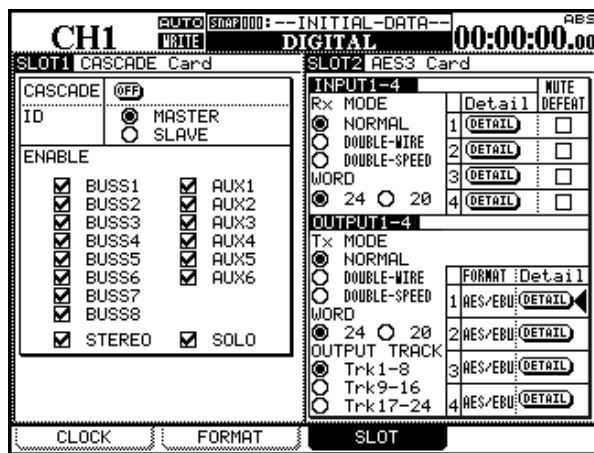 CH1 AUTO WRITE SNAP000:--INITIAL-DATA-- ABS
DIGITAL 00:00:00.00
SLOT1 CASCADE Card
CASCADE OFF
ID MASTER
SLAVE
ENABLE
BUSS1 AUX1
BUSS2 AUX2
BUSS3 AUX3
BUSS4 AUX4
BUSS5 AUX5
BUSS6 AUX6
BUSS7
BUSS8
STEREO SOLO
SLOT2 AES3 Card
INPUT1-4 MUTE
Rx MODE Detail DEFEAT
NORMAL 1 DETAIL
DOUBLE-WIRE
DOUBLE-SPEED 2 DETAIL
WORD 3 DETAIL
24 20 4 DETAIL
OUTPUT1-4
Tx MODE
NORMAL
DOUBLE-WIRE FORMAT Detail
DOUBLE-SPEED 1 AES/EBU DETAIL
WORD
24 20 2 AES/EBU DETAIL
OUTPUT TRACK
Trk1-8 3 AES/EBU DETAIL
Trk9-16
Trk17-24 4 AES/EBU DETAIL
CLOCK FORMAT SLOT